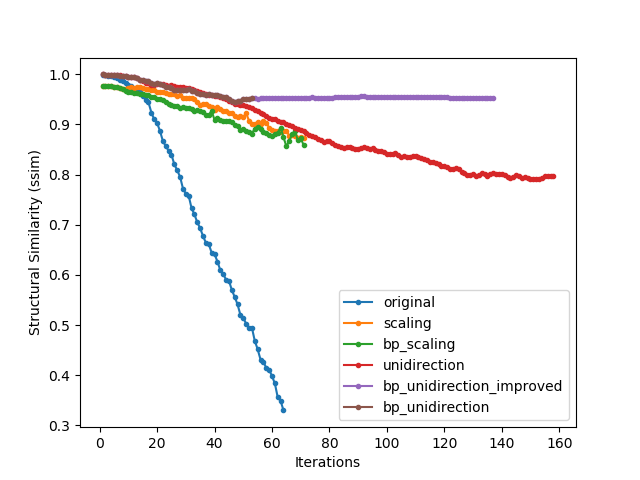 1.0
0.9
0.8
0.7
0.6
0.5
0.4
0.3
Structural Similarity (ssim)
original
scaling
bp_scaling
unidirection
bp_unidirection_improved
bp_unidirection
0 20 40 60 80 100 120 140 160
Iterations